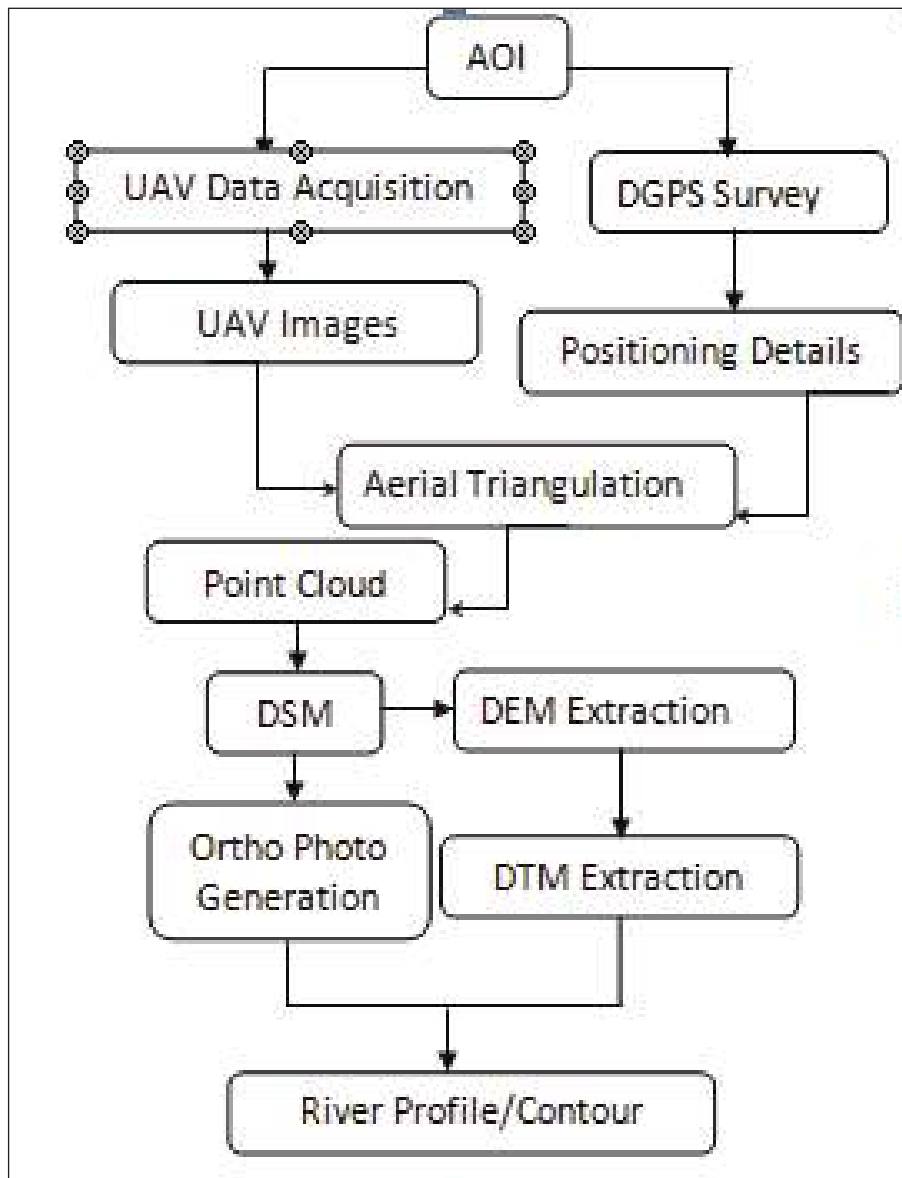 AOI
UAV Data Acquisition
DGPS Survey
UAV Images
Positioning Details
Aerial Triangulation
Point Cloud
DSM
DEM Extraction
Ortho Photo
Generation
DTM Extraction
River Profile/Contour